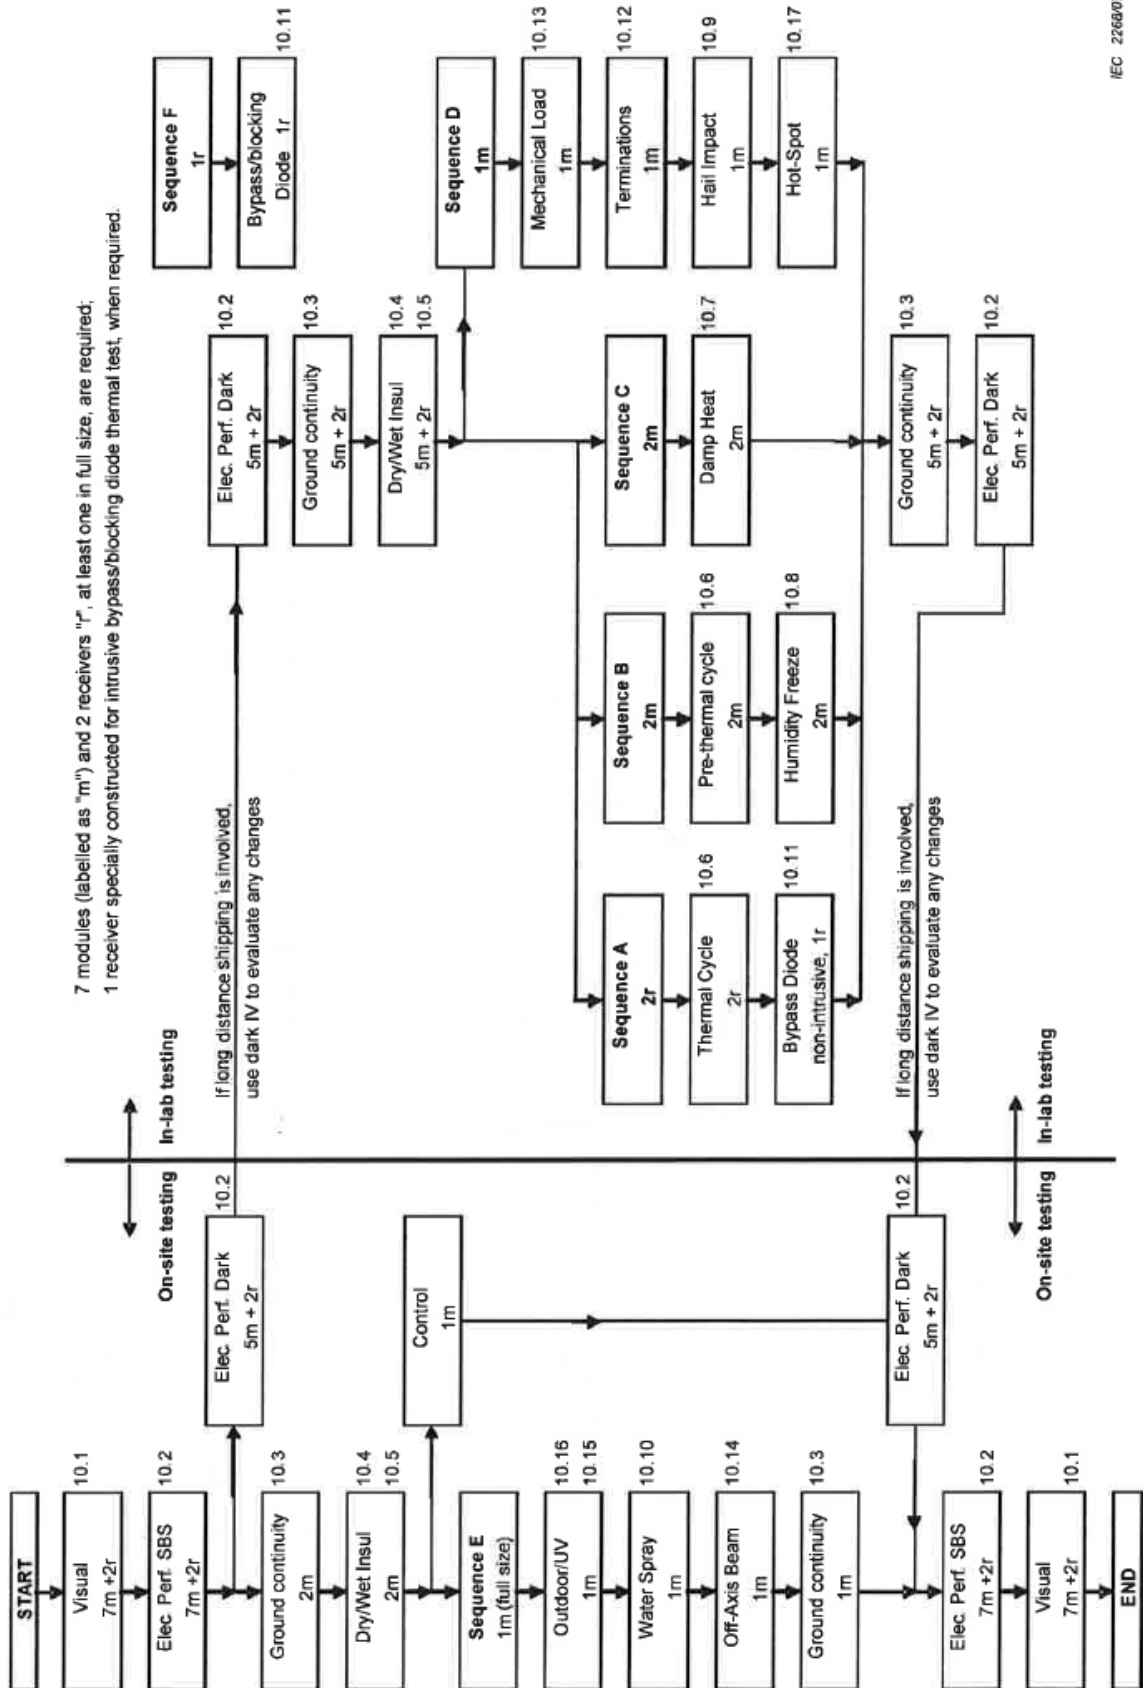 7 modules (labelled as "m") and 2 receivers "r", at least one in full size, are required;
1 receiver specially constructed for intrusive bypass/blocking diode thermal test, when required.
START
Visual
7m +2r
10.1
Elec. Perf. SBS
7m +2r
10.2
Ground continuity
2m
10.3
Dry/Wet Insul
2m
10.4
10.5
Sequence E
1m (full size)
Outdoor/UV
1m
10.16
10.15
Water Spray
1m
10.10
Off-Axis Beam
1m
10.14
Ground continuity
1m
10.3
Elec. Perf. SBS
7m +2r
10.2
Visual
7m +2r
10.1
END
Elec. Perf. Dark
5m + 2r
10.2
Control
1m
Elec. Perf. Dark
5m + 2r
10.2
On-site testing
In-lab testing
On-site testing
In-lab testing
If long distance shipping is involved,
use dark IV to evaluate any changes
If long distance shipping is involved,
use dark IV to evaluate any changes
Elec. Perf. Dark
5m + 2r
10.2
Ground continuity
5m + 2r
10.3
Dry/Wet Insul
5m + 2r
10.4
10.5
Sequence A
2r
Thermal Cycle
2r
10.6
Bypass Diode
non-intrusive, 1r
10.11
Sequence B
2m
Pre-thermal cycle
2m
10.6
Humidity Freeze
2m
10.8
Sequence C
2m
Damp Heat
2m
10.7
Ground continuity
5m + 2r
10.3
Elec. Perf. Dark
5m + 2r
10.2
Sequence F
1r
Bypass/blocking
Diode 1r
10.11
Sequence D
1m
Mechanical Load
1m
10.13
Terminations
1m
10.12
Hail Impact
1m
10.9
Hot-Spot
1m
10.17
IEC